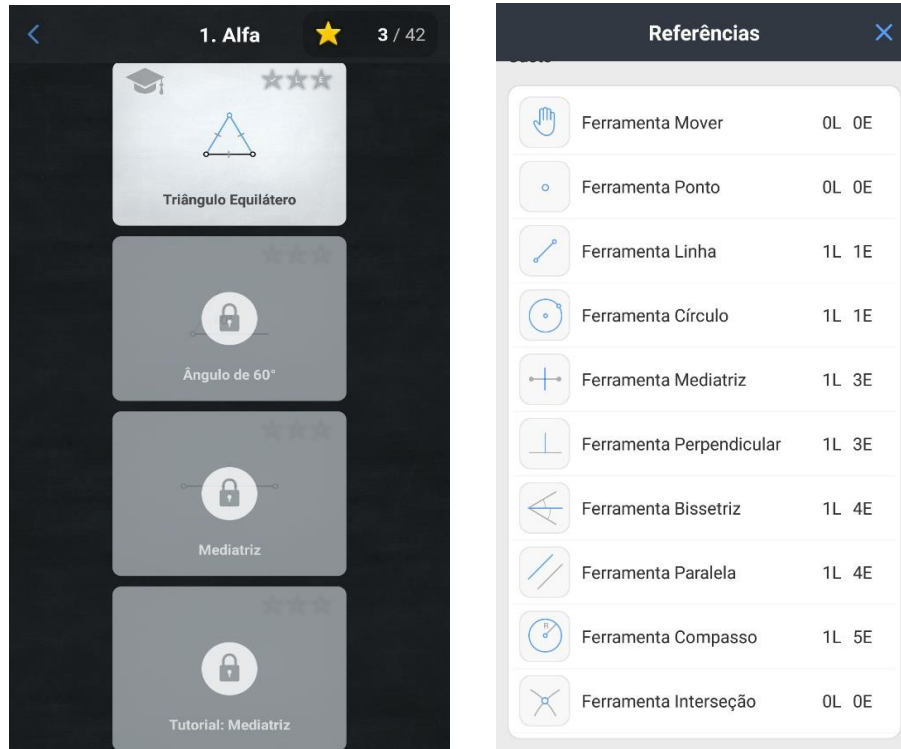 1. Alfa
3 / 42
Triângulo Equilátero
Ângulo de 60°
Mediatriz
Tutorial: Mediatriz
Referências
Ferramenta Mover 0L 0E
Ferramenta Ponto 0L 0E
Ferramenta Linha 1L 1E
Ferramenta Círculo 1L 1E
Ferramenta Mediatriz 1L 3E
Ferramenta Perpendicular 1L 3E
Ferramenta Bissetriz 1L 4E
Ferramenta Paralela 1L 4E
R
Ferramenta Compasso 1L 5E
Ferramenta Interseção 0L 0E